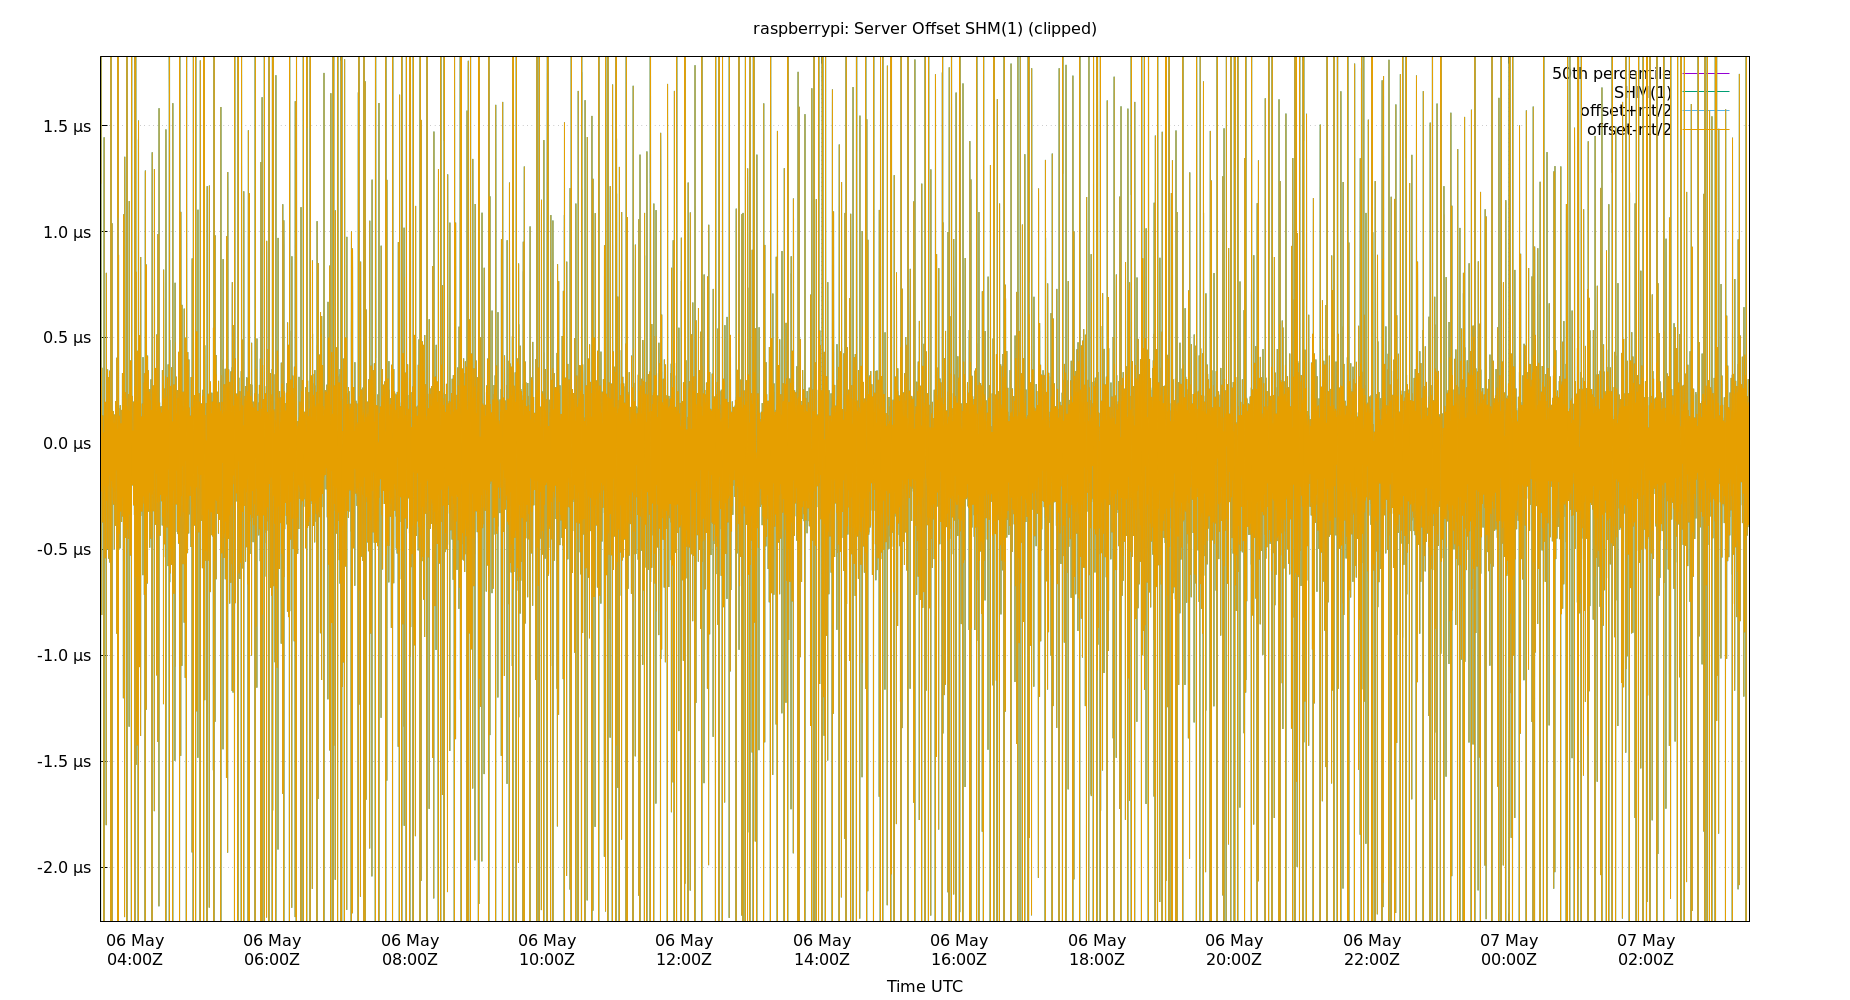 raspberrypi: Server Offset SHM(1) (clipped)
50th percentile
SHM(1)
offset+rtt/2
offset-rtt/2
1.5 µs
1.0 µs
0.5 µs
0.0 µs
-0.5 µs
-1.0 µs
-1.5 µs
-2.0 µs
06 May 06 May 06 May 06 May 06 May 06 May 06 May 06 May 06 May 06 May 07 May 07 May
04:00Z 06:00Z 08:00Z 10:00Z 12:00Z 14:00Z 16:00Z 18:00Z 20:00Z 22:00Z 00:00Z 02:00Z
Time UTC